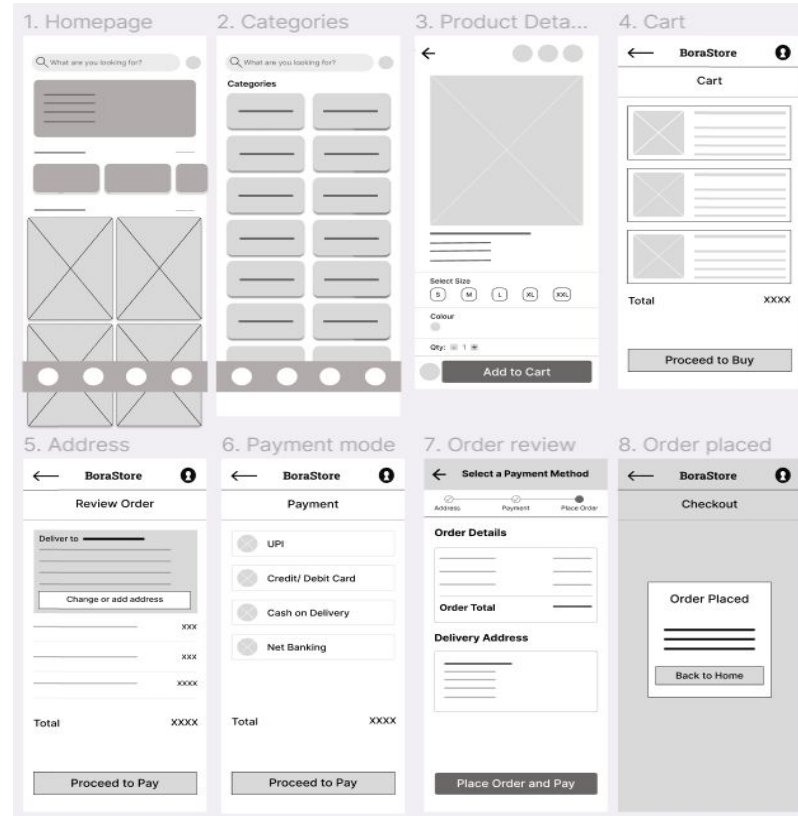 1. Homepage
What are you looking for?
2. Categories
What are you looking for?
Categories
3. Product Deta...
Select Size
S M L XL XXL
Colour
Qty: - 1 +
Add to Cart
4. Cart
BoraStore
Cart
Total XXXX
Proceed to Buy
5. Address
BoraStore
Review Order
Deliver to
Change or add address
xxx
xxx
xxxx
Total XXXX
Proceed to Pay
6. Payment mode
BoraStore
Payment
UPI
Credit/ Debit Card
Cash on Delivery
Net Banking
Total XXXX
Proceed to Pay
7. Order review
Select a Payment Method
Address Payment Place Order
Order Details
Order Total
Delivery Address
Place Order and Pay
8. Order placed
BoraStore
Checkout
Order Placed
Back to Home